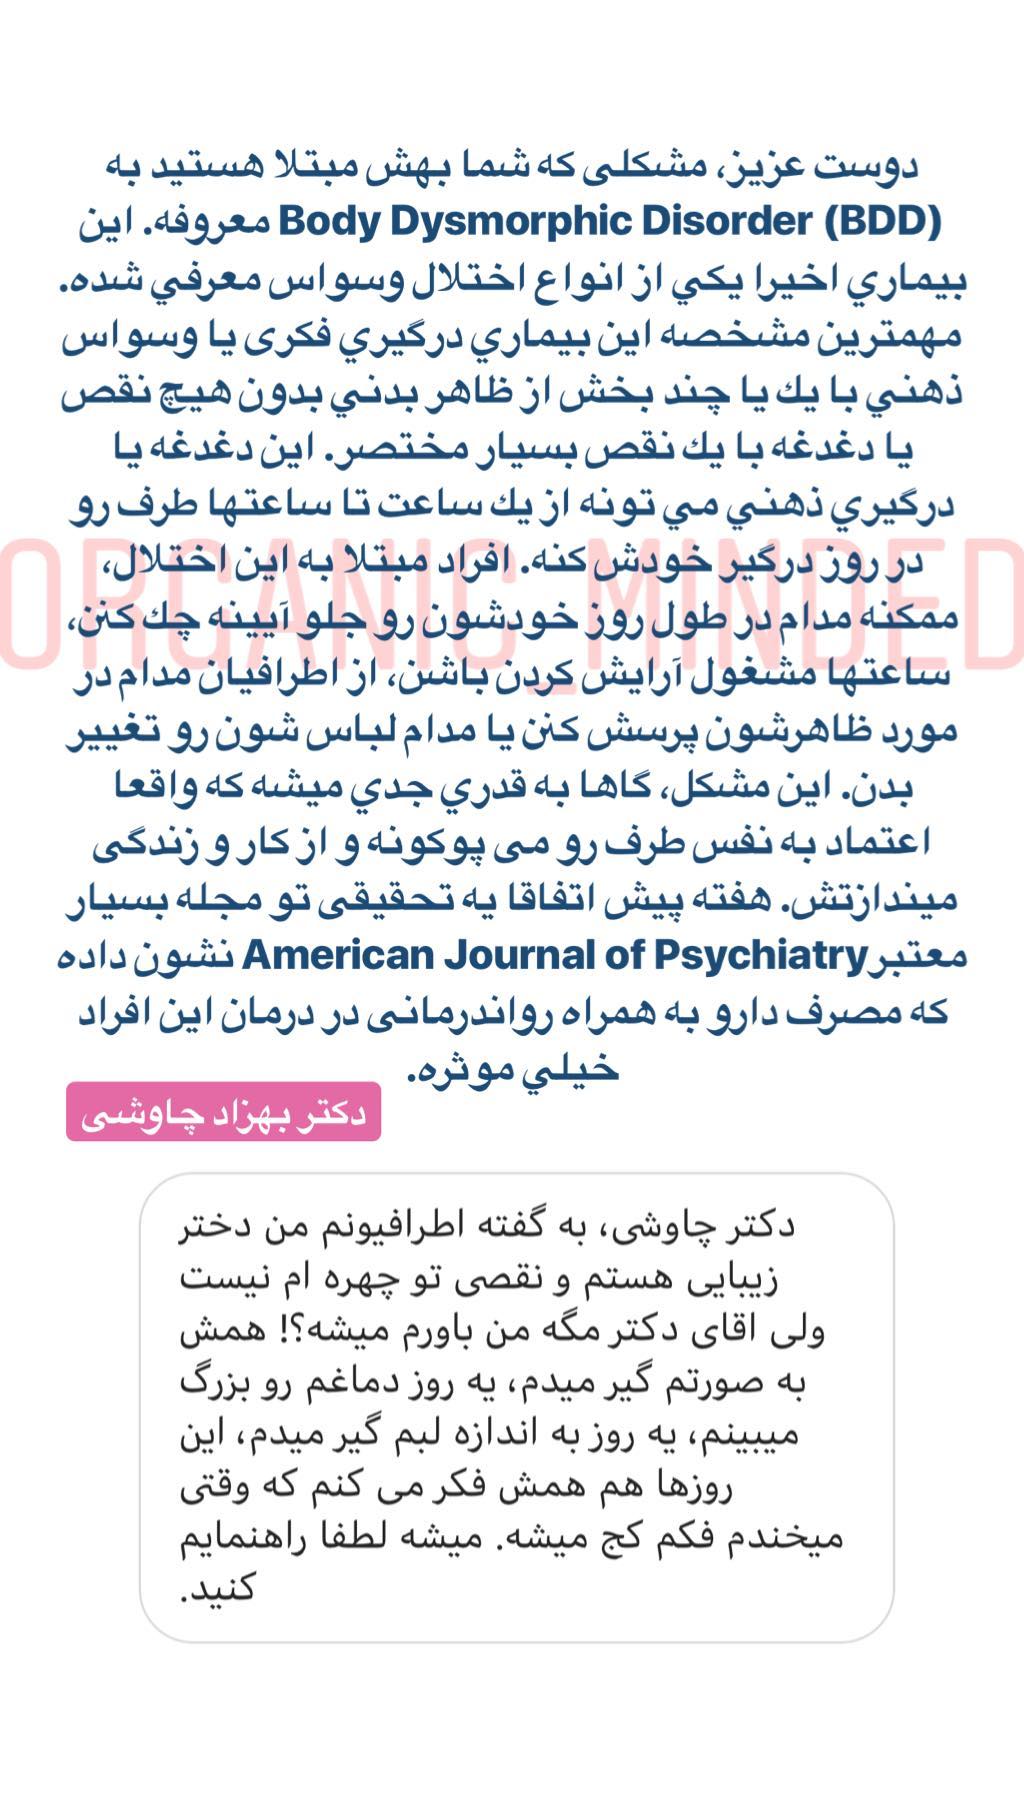 دوست عزیز، مشکلی که شما بهش مبتلا هستید به
Body Dysmorphic Disorder (BDD) معروفه. این
بيماري اخيرا يكي از انواع اختلال وسواس معرفي شده.
مهمترين مشخصه اين بيماري درگيري فکری یا وسواس
ذهني با يك يا چند بخش از ظاهر بدني بدون هيچ نقص
يا دغدغه با يك نقص بسيار مختصر. اين دغدغه يا
درگيري ذهني مي تونه از يك ساعت تا ساعتها طرف رو
در روز درگير خودش کنه. افراد مبتلا به این اختلال،
ممکنه مدام در طول روز خودشون رو جلو آيينه چك كنن،
ساعتها مشغول آرایش کردن باشن، از اطرافیان مدام در
مورد ظاهرشون پرسش کنن یا مدام لباس شون رو تغيير
بدن. این مشکل، گاها به قدري جدي میشه که واقعا
اعتماد به نفس طرف رو می پوکونه و از کار و زندگی
میندازتش. هفته پیش اتفاقا یه تحقیقی تو مجله بسیار
معتبرAmerican Journal of Psychiatry نشون داده
که مصرف دارو به همراه رواندرمانی در درمان این افراد
خيلي موثره.
ORGANIC_MINDED
دکتر بهزاد چاوشی
دکتر چاوشی، به گفته اطرافیونم من دختر
زیبایی هستم و نقصی تو چهره ام نیست
ولی اقای دکتر مگه من باورم میشه؟! همش
به صورتم گیر میدم، یه روز دماغم رو بزرگ
میبینم، یه روز به اندازه لبم گیر میدم، این
روزها هم همش فکر می کنم که وقتی
میخندم فکم کج میشه. میشه لطفا راهنمایم
کنید.